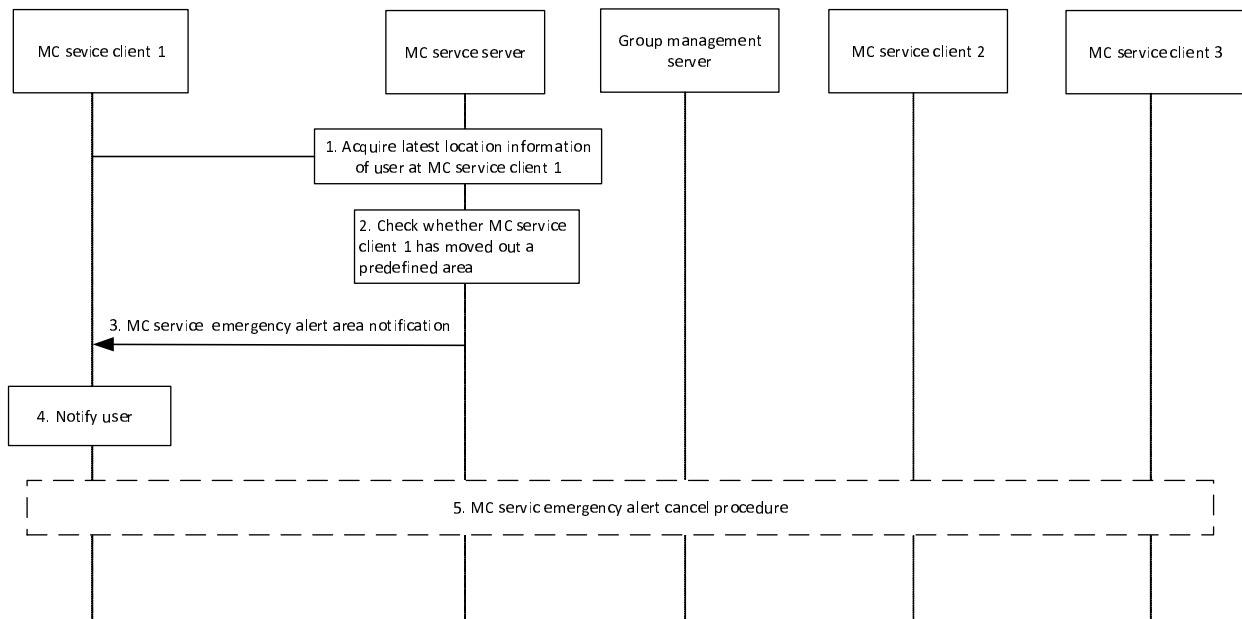 MC sevice client 1
MC servce server
Group management
server
MC service client 2
MC service client 3
1. Acquire latest location information
of user at MC service client 1
2. Check whether MC service
client 1 has moved out a
predefined area
3. MC service emergency alert area notification
4. Notify user
5. MC servic emergency alert cancel procedure